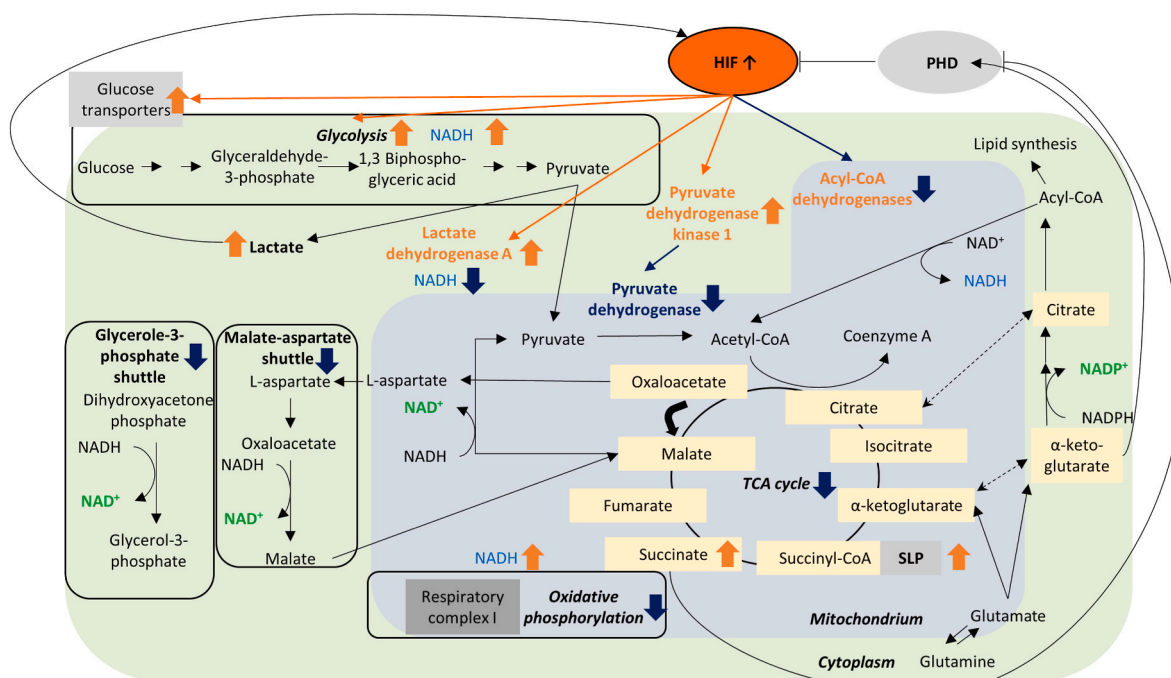 HIF ↑
PHD
Glucose
transporters
Glycolysis
NADH
Glucose
Glyceraldehyde-
3-phosphate
1,3 Biphospho-
glyceric acid
Pyruvate
Lipid synthesis
Acyl-CoA
Acyl-CoA
dehydrogenases
Pyruvate
dehydrogenase
kinase 1
Lactate
Lactate
dehydrogenase A
NADH
NAD+
NADH
Pyruvate
dehydrogenase
Citrate
Glycerole-3-
phosphate
shuttle
Malate-aspartate
shuttle
Pyruvate
Acetyl-CoA
Coenzyme A
L-aspartate
L-aspartate
Oxaloacetate
NADP+
Dihydroxyacetone
phosphate
NAD+
Citrate
NADPH
Oxaloacetate
NADH
NADH
NADH
Malate
Isocitrate
α-keto-
glutarate
TCA cycle
NAD+
NAD+
Fumarate
α-ketoglutarate
Glycerol-3-
phosphate
Malate
NADH
Succinate
Succinyl-CoA
SLP
Respiratory
complex I
Oxidative
phosphorylation
Mitochondrium
Glutamate
Cytoplasm
Glutamine